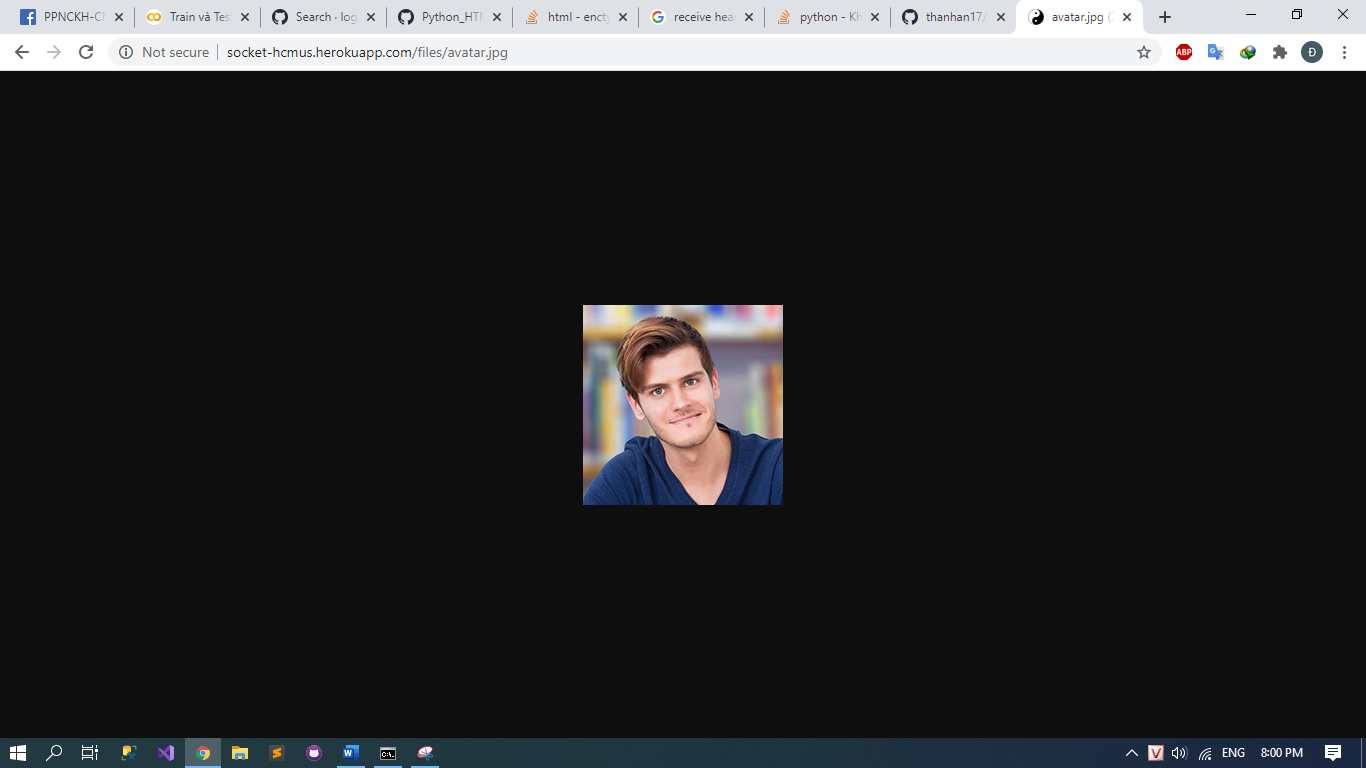 PPNCKH-C
Train và Tes
Search · log
Python_HT
html - encty
receive hea
python - Kh
thanhan17/
avatar.jpg (
Not secure
socket-hcmus.herokuapp.com/files/avatar.jpg
ABP
Đ
C:\.
V
ENG
8:00 PM